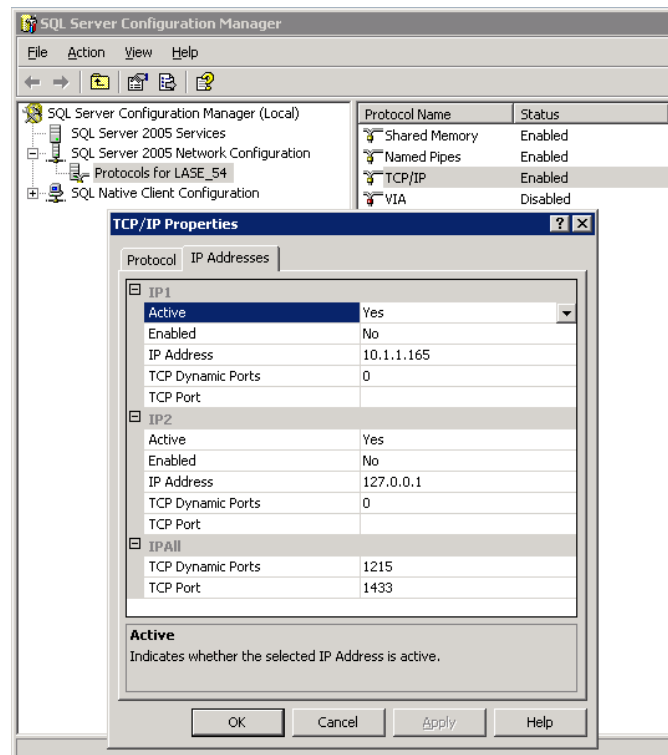 SQL Server Configuration Manager
File Action View Help
SQL Server Configuration Manager (Local)
SQL Server 2005 Services
SQL Server 2005 Network Configuration
Protocols for LASE_54
SQL Native Client Configuration
Protocol Name Status
Shared Memory Enabled
Named Pipes Enabled
TCP/IP Enabled
VIA Disabled
TCP/IP Properties
Protocol IP Addresses
IP1
Active Yes
Enabled No
IP Address 10.1.1.165
TCP Dynamic Ports 0
TCP Port
IP2
Active Yes
Enabled No
IP Address 127.0.0.1
TCP Dynamic Ports 0
TCP Port
IPAll
TCP Dynamic Ports 1215
TCP Port 1433
Active
Indicates whether the selected IP Address is active.
OK Cancel Apply Help